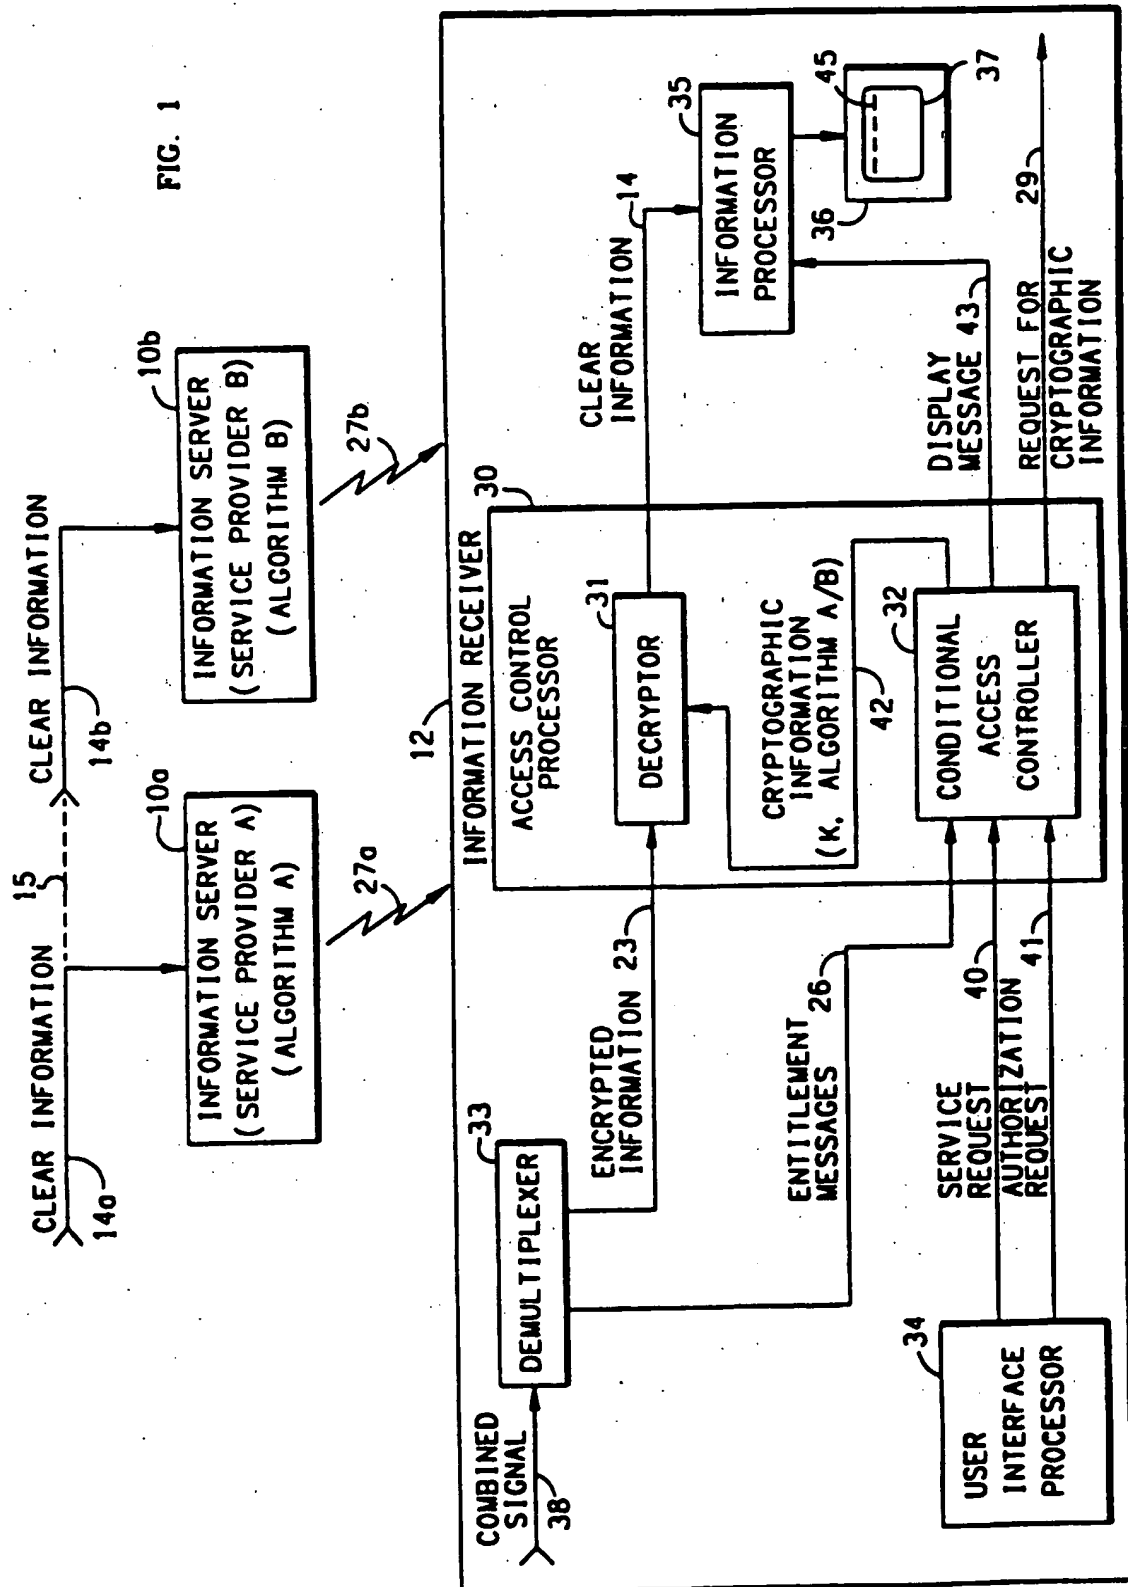 FIG. 1
CLEAR INFORMATION
14a
15
CLEAR INFORMATION
14b
10a
INFORMATION SERVER
(SERVICE PROVIDER A)
(ALGORITHM A)
10b
INFORMATION SERVER
(SERVICE PROVIDER B)
(ALGORITHM B)
27a
27b
12
INFORMATION RECEIVER
30
ACCESS CONTROL
PROCESSOR
COMBINED
SIGNAL
38
33
DEMULTIPLEXER
ENCRYPTED
INFORMATION 23
31
DECRYPTOR
CLEAR
INFORMATION
14
35
INFORMATION
PROCESSOR
36
45
37
CRYPTOGRAPHIC
INFORMATION
(K, ALGORITHM A/B)
42
ENTITLEMENT
MESSAGES
26
32
CONDITIONAL
ACCESS
CONTROLLER
DISPLAY
MESSAGE 43
34
USER
INTERFACE
PROCESSOR
SERVICE
REQUEST
40
AUTHORIZATION
REQUEST
41
REQUEST FOR
CRYPTOGRAPHIC
INFORMATION
29